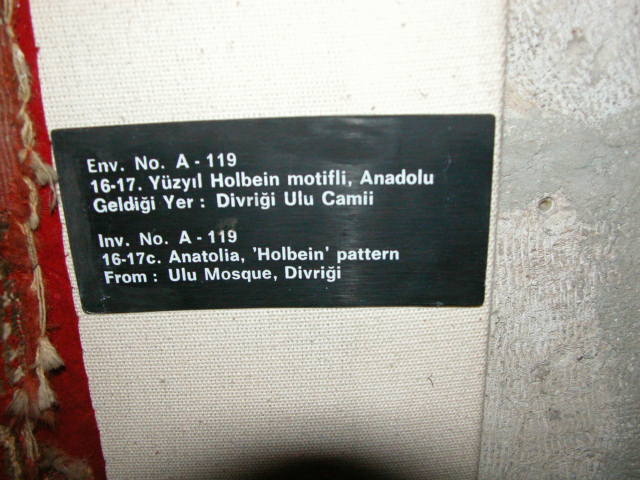 Env. No. A - 119
16-17. Yüzyıl Holbein motifli, Anadolu
Geldiği Yer : Divriği Ulu Camii
Inv. No. A - 119
16-17c. Anatolia, 'Holbein' pattern
From : Ulu Mosque, Divriği